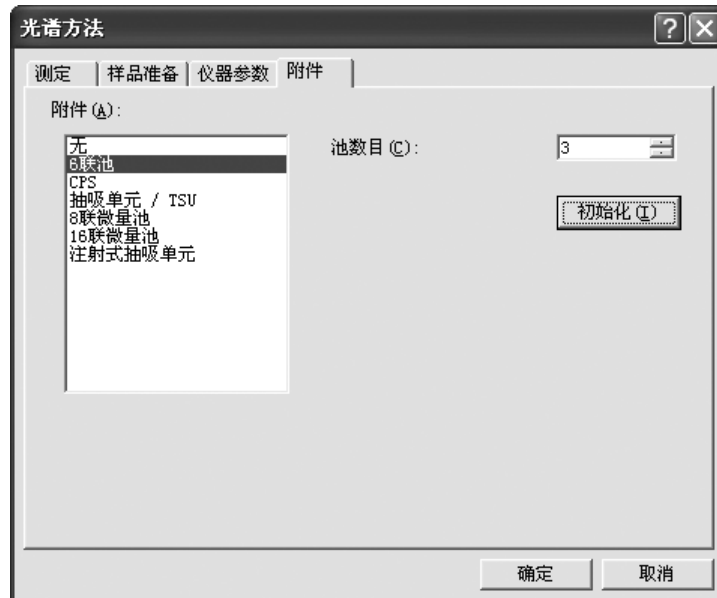 光谱方法
测定 样品准备 仪器参数 附件
附件(A):
无
6联池
CPS
抽吸单元 / TSU
8联微量池
16联微量池
注射式抽吸单元
池数目(C): 3
初始化(I)
确定 取消